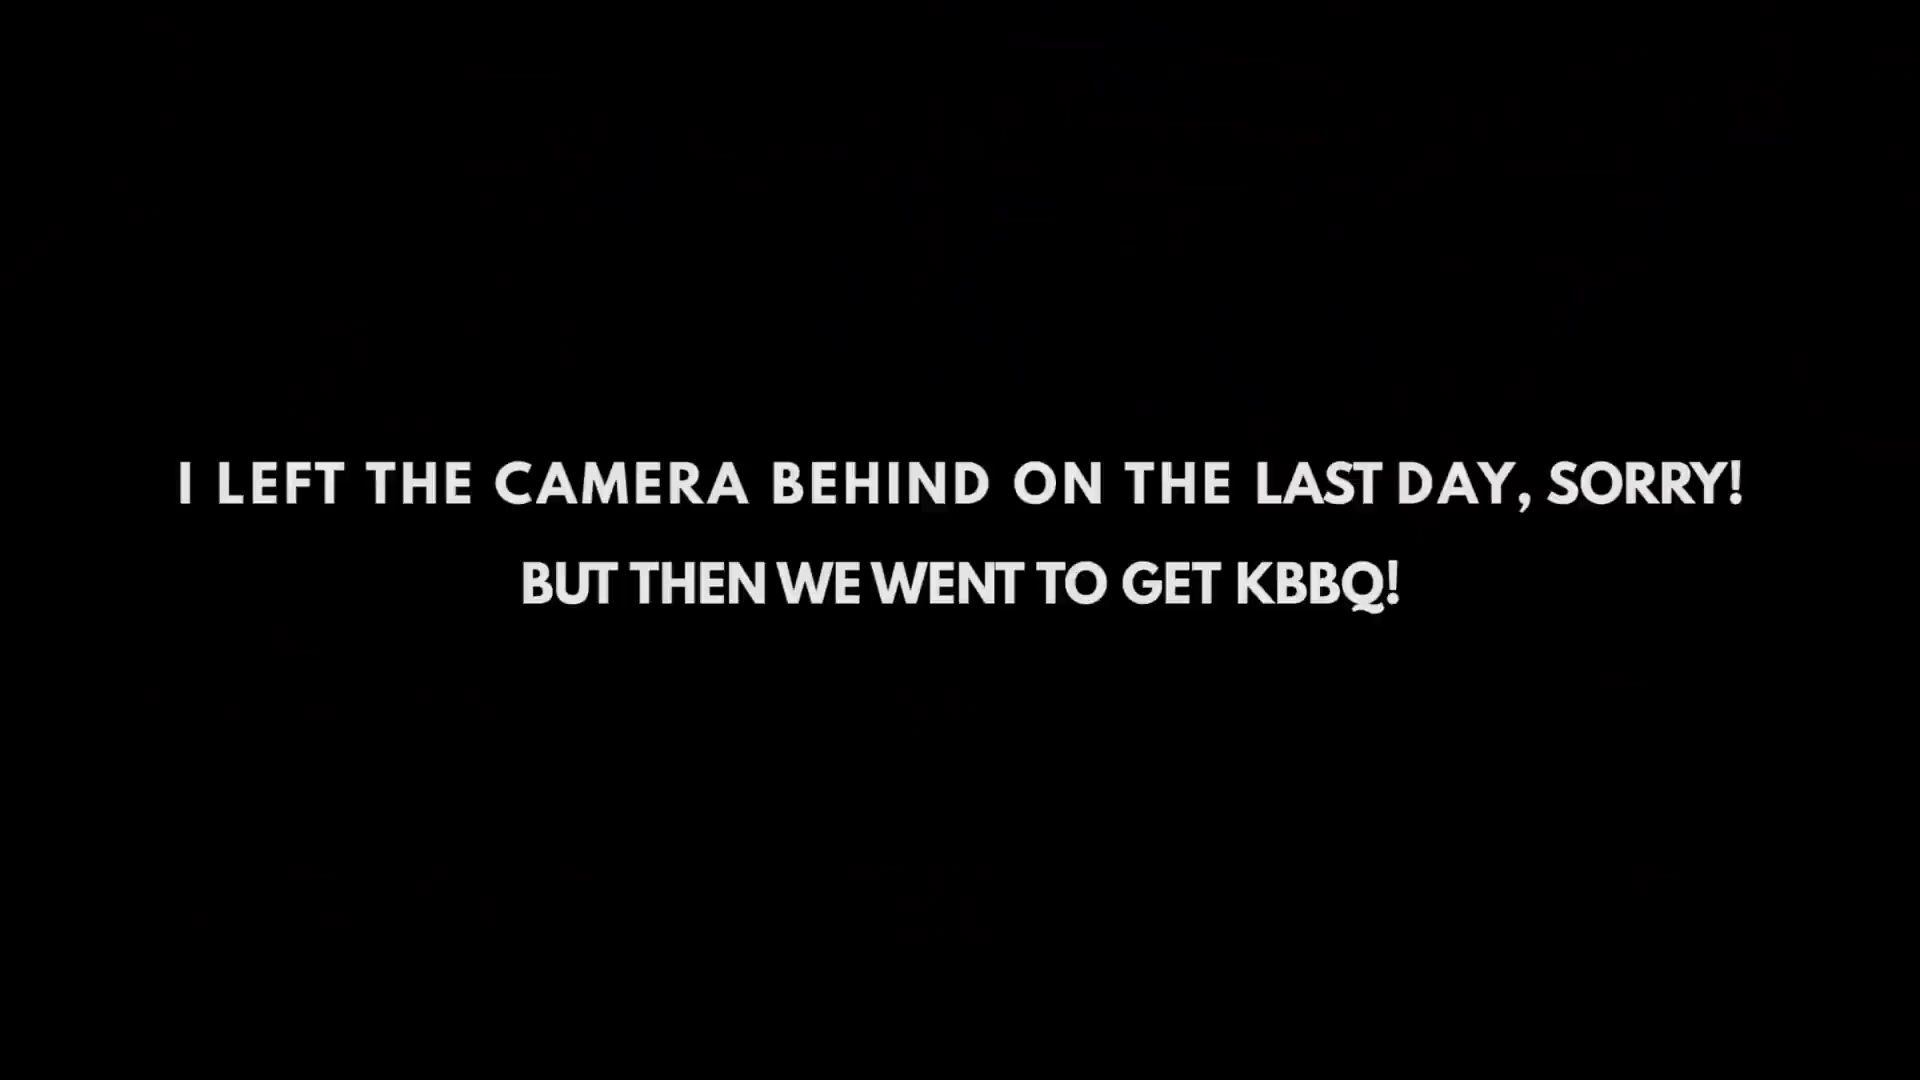 I LEFT THE CAMERA BEHIND ON THE LAST DAY, SORRY!
BUT THEN WE WENT TO GET KBBQ!